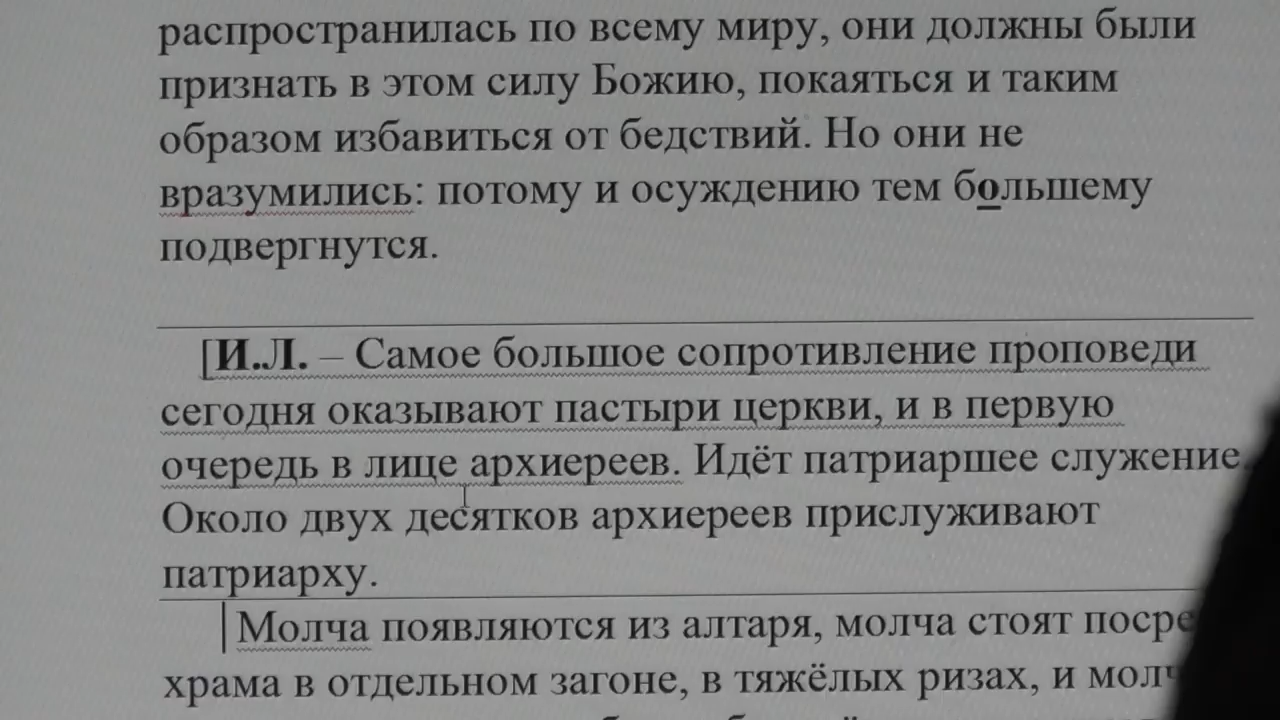 распространилась по всему миру, они должны были
признать в этом силу Божию, покаяться и таким
образом избавиться от бедствий. Но они не
вразумились: потому и осуждению тем большему
подвергнутся.
[И.Л. – Самое большое сопротивление проповеди
сегодня оказывают пастыри церкви, и в первую
очередь в лице архиереев. Идёт патриаршее служение.
Около двух десятков архиереев прислуживают
патриарху.
Молча появляются из алтаря, молча стоят
храма в отдельном загоне, в тяжёлых ризах, и